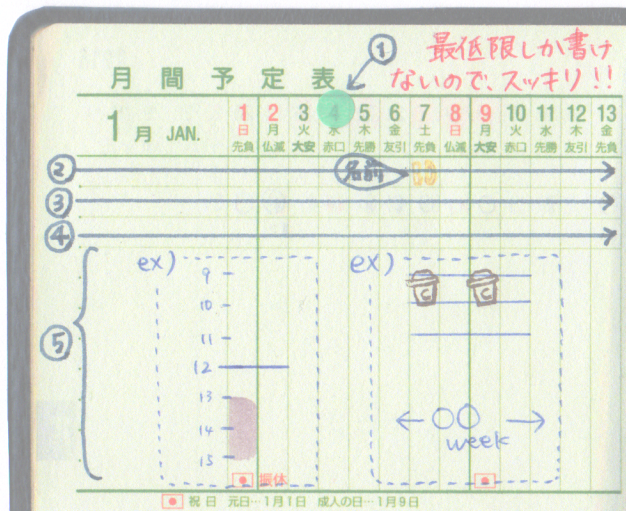 ①
最低限しか書け
ないので、スッキリ!!
月間予定表
1月 JAN.
1 2 3 4 5 6 7 8 9 10 11 12 13
日 月 火 水 木 金 土 日 月 火 水 木 金
先負 仏滅 大安 赤口 先勝 友引 先負 仏滅 大安 赤口 先勝 友引 先負
② 名前
③
④
⑤
ex)
9
10
11
12
13
14
15
振休
ex)
C C
○○
week
祝日 元日…1月1日 成人の日…1月9日